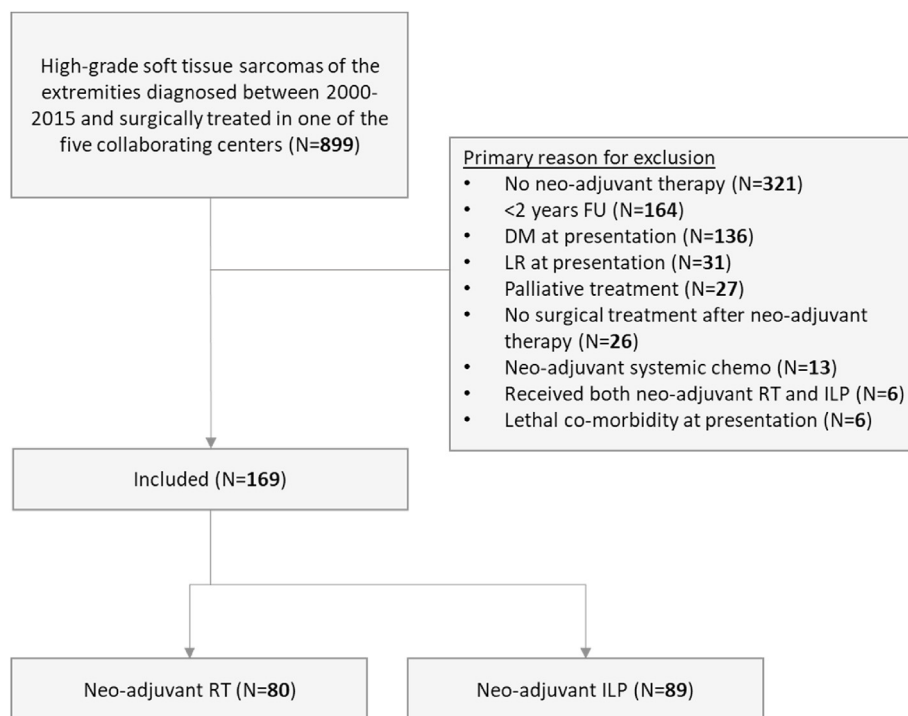 High-grade soft tissue sarcomas of the
extremities diagnosed between 2000-
2015 and surgically treated in one of the
five collaborating centers (N=899)
Primary reason for exclusion
• No neo-adjuvant therapy (N=321)
• <2 years FU (N=164)
• DM at presentation (N=136)
• LR at presentation (N=31)
• Palliative treatment (N=27)
• No surgical treatment after neo-adjuvant
therapy (N=26)
• Neo-adjuvant systemic chemo (N=13)
• Received both neo-adjuvant RT and ILP (N=6)
• Lethal co-morbidity at presentation (N=6)
Included (N=169)
Neo-adjuvant RT (N=80)
Neo-adjuvant ILP (N=89)